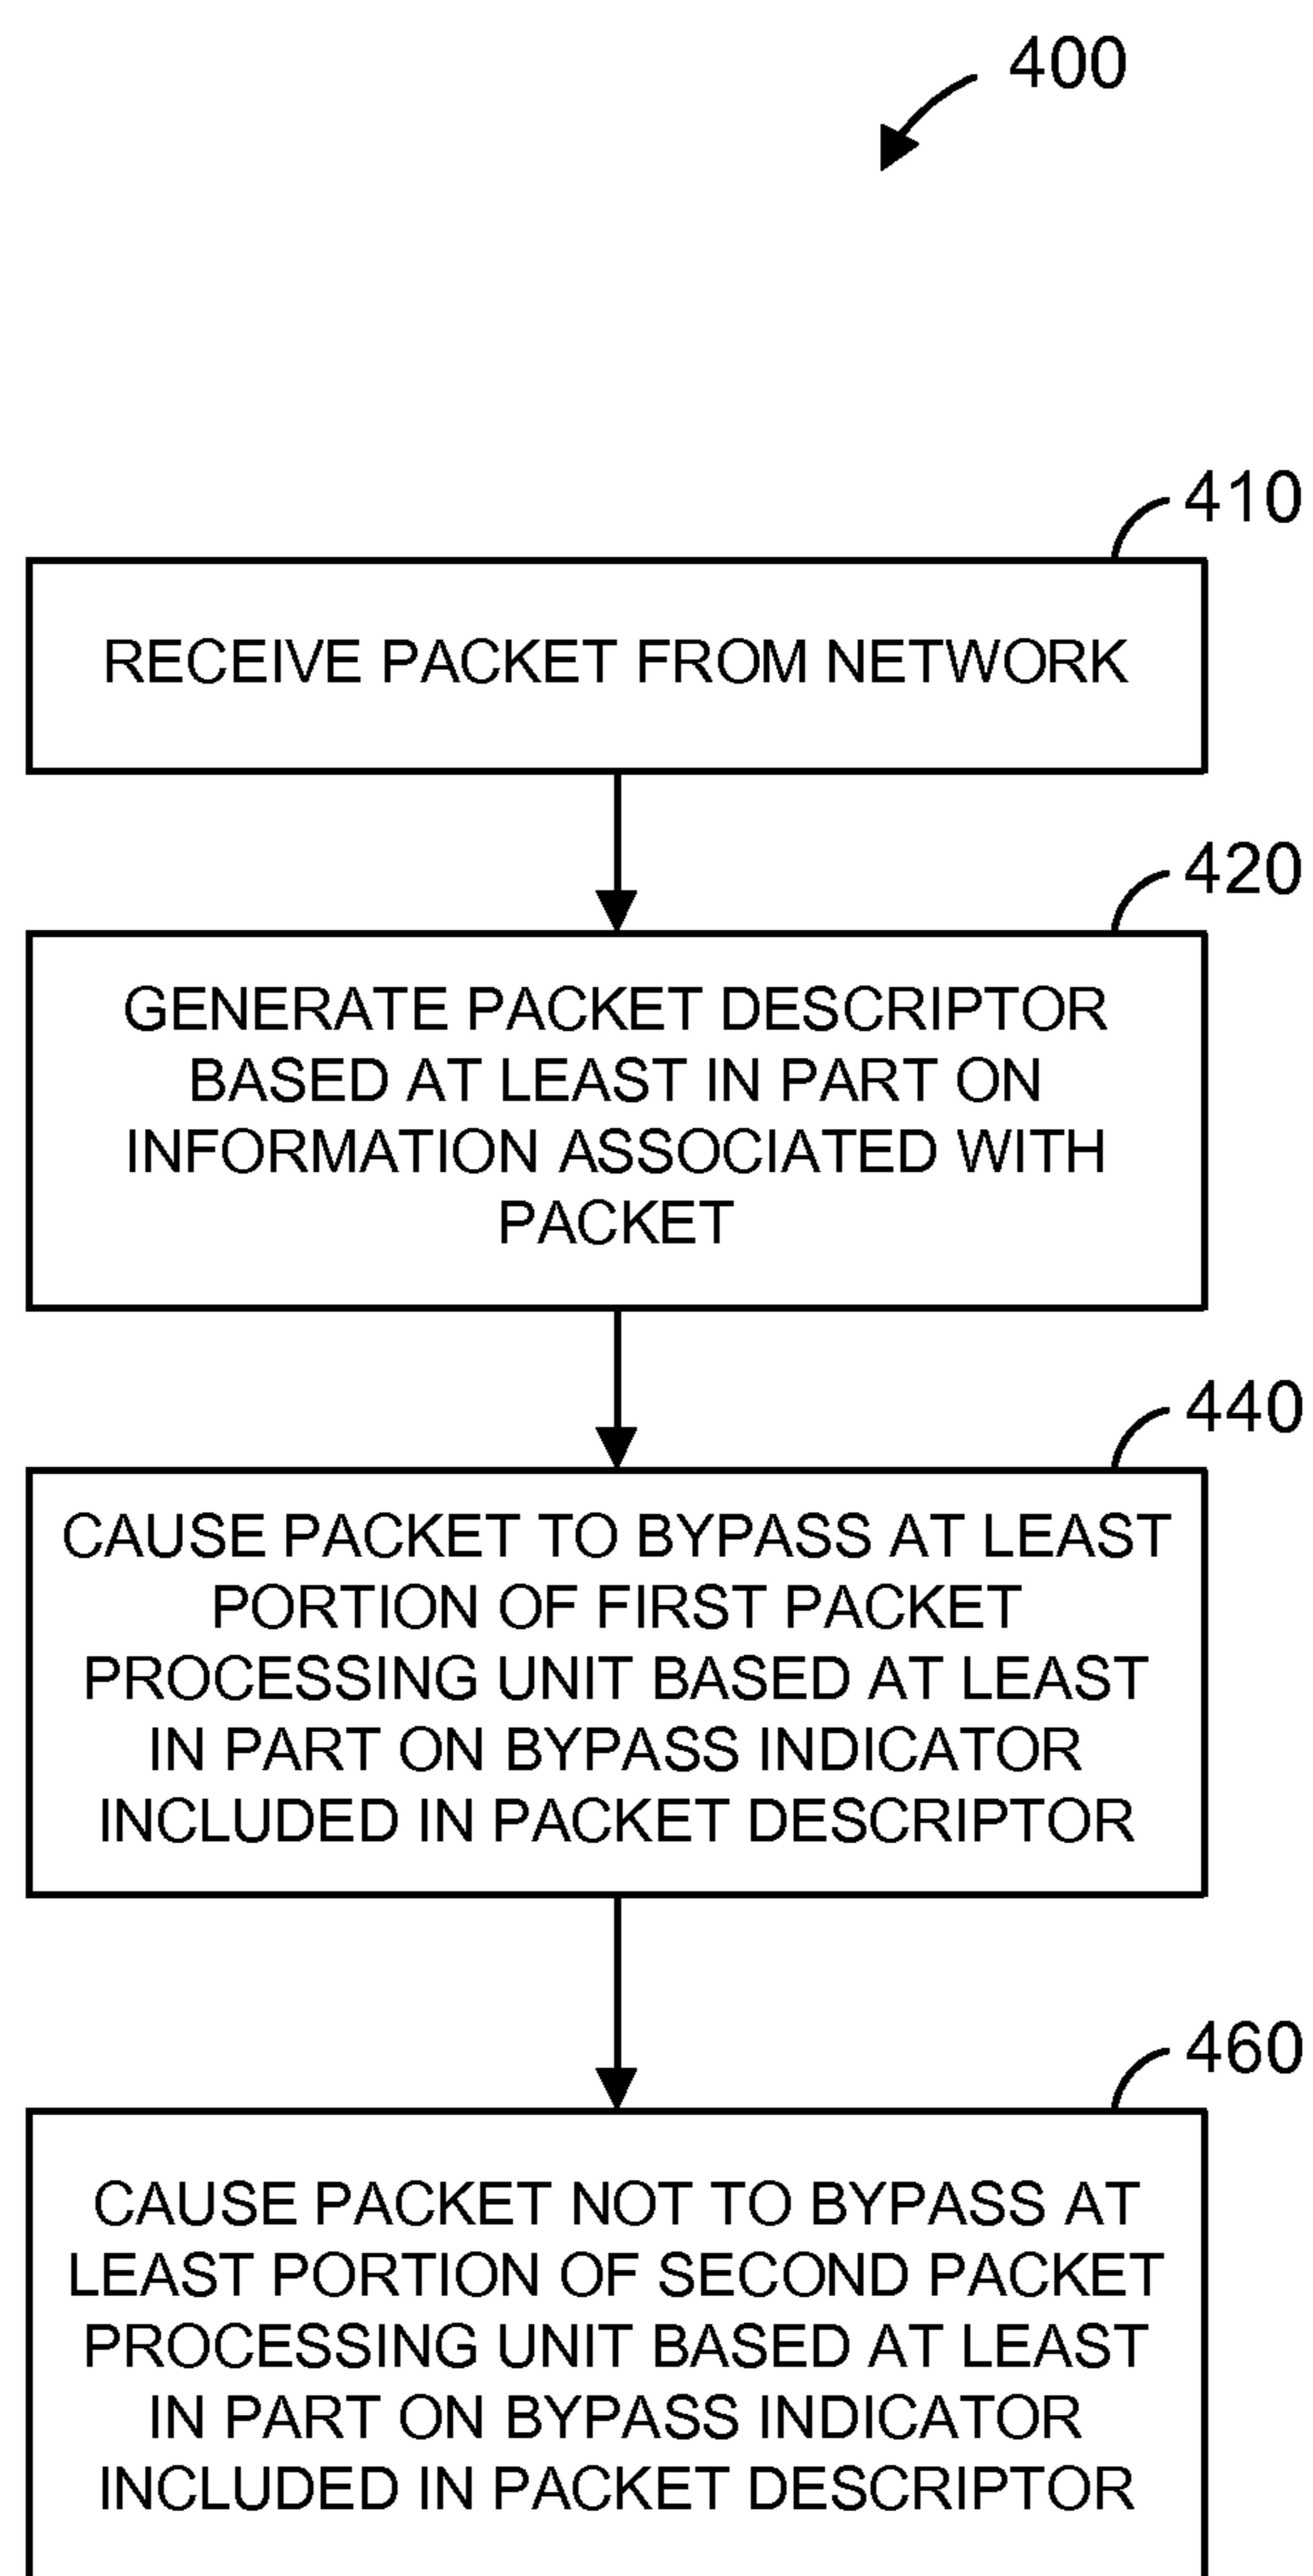 400
410
RECEIVE PACKET FROM NETWORK
420
GENERATE PACKET DESCRIPTOR
BASED AT LEAST IN PART ON
INFORMATION ASSOCIATED WITH
PACKET
440
CAUSE PACKET TO BYPASS AT LEAST
PORTION OF FIRST PACKET
PROCESSING UNIT BASED AT LEAST
IN PART ON BYPASS INDICATOR
INCLUDED IN PACKET DESCRIPTOR
460
CAUSE PACKET NOT TO BYPASS AT
LEAST PORTION OF SECOND PACKET
PROCESSING UNIT BASED AT LEAST
IN PART ON BYPASS INDICATOR
INCLUDED IN PACKET DESCRIPTOR